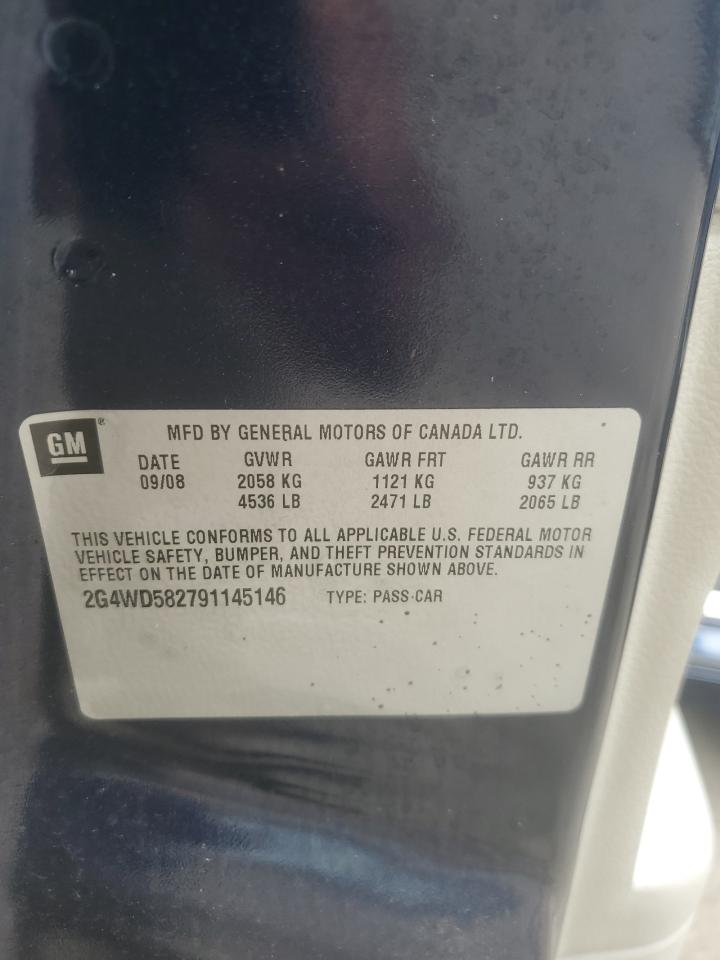 GM®
MFD BY GENERAL MOTORS OF CANADA LTD.
DATE GVWR GAWR FRT GAWR RR
09/08 2058 KG 1121 KG 937 KG
4536 LB 2471 LB 2065 LB
THIS VEHICLE CONFORMS TO ALL APPLICABLE U.S. FEDERAL MOTOR
VEHICLE SAFETY, BUMPER, AND THEFT PREVENTION STANDARDS IN
EFFECT ON THE DATE OF MANUFACTURE SHOWN ABOVE.
2G4WD582791145146 TYPE: PASS-CAR